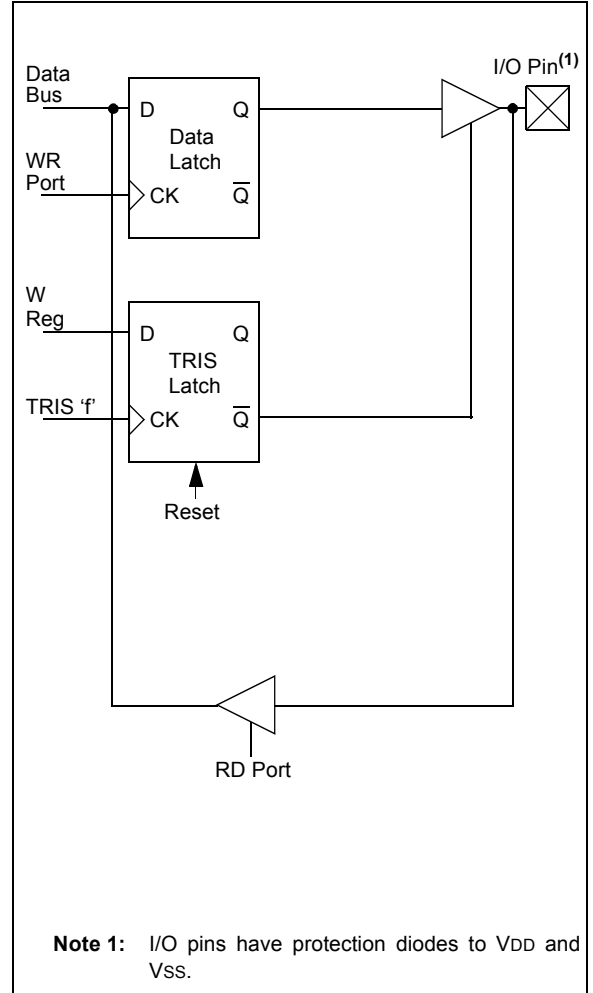 Data
Bus
I/O Pin(1)
D
Q
Data
Latch
WR
Port
CK
Q̅
W
Reg
D
Q
TRIS
Latch
TRIS ‘f’
CK
Q̅
Reset
RD Port
Note 1: I/O pins have protection diodes to VDD and
VSS.